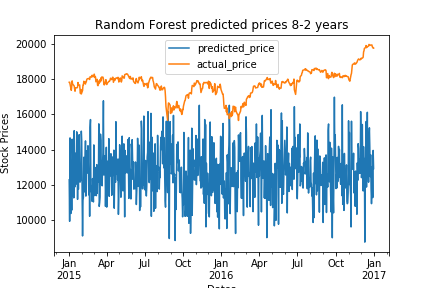 Random Forest predicted prices 8-2 years
predicted_price
actual_price
Stock Prices
20000
18000
16000
14000
12000
10000
Jan Apr Jul Oct Jan Apr Jul Oct Jan
2015 2016 2017
Dates